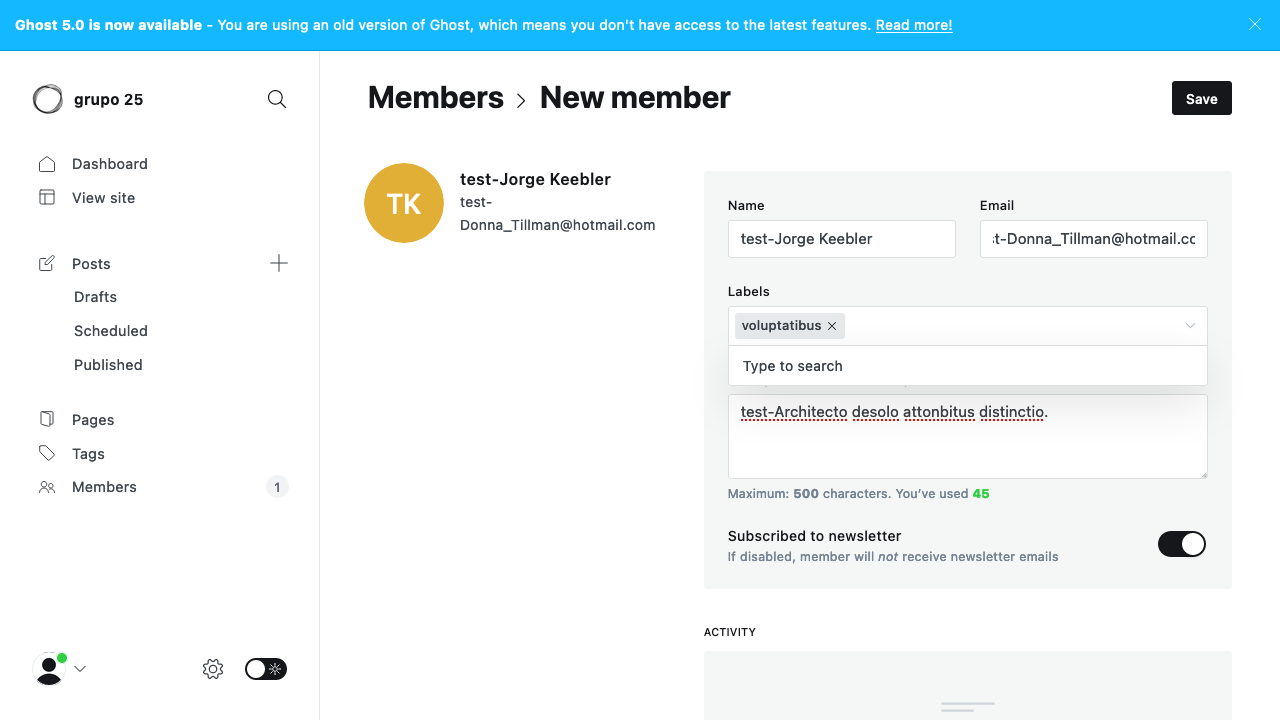 Ghost 5.0 is now available - You are using an old version of Ghost, which means you don't have access to the latest features. Read more!
grupo 25
Dashboard
View site
Posts
Drafts
Scheduled
Published
Pages
Tags
Members 1
Members > New member
Save
TK
test-Jorge Keebler
test-
Donna_Tillman@hotmail.com
Name
test-Jorge Keebler
Email
st-Donna_Tillman@hotmail.co
Labels
voluptatibus ×
Type to search
test-Architecto desolo attonbitus distinctio.
Maximum: 500 characters. You've used 45
Subscribed to newsletter
If disabled, member will not receive newsletter emails
ACTIVITY